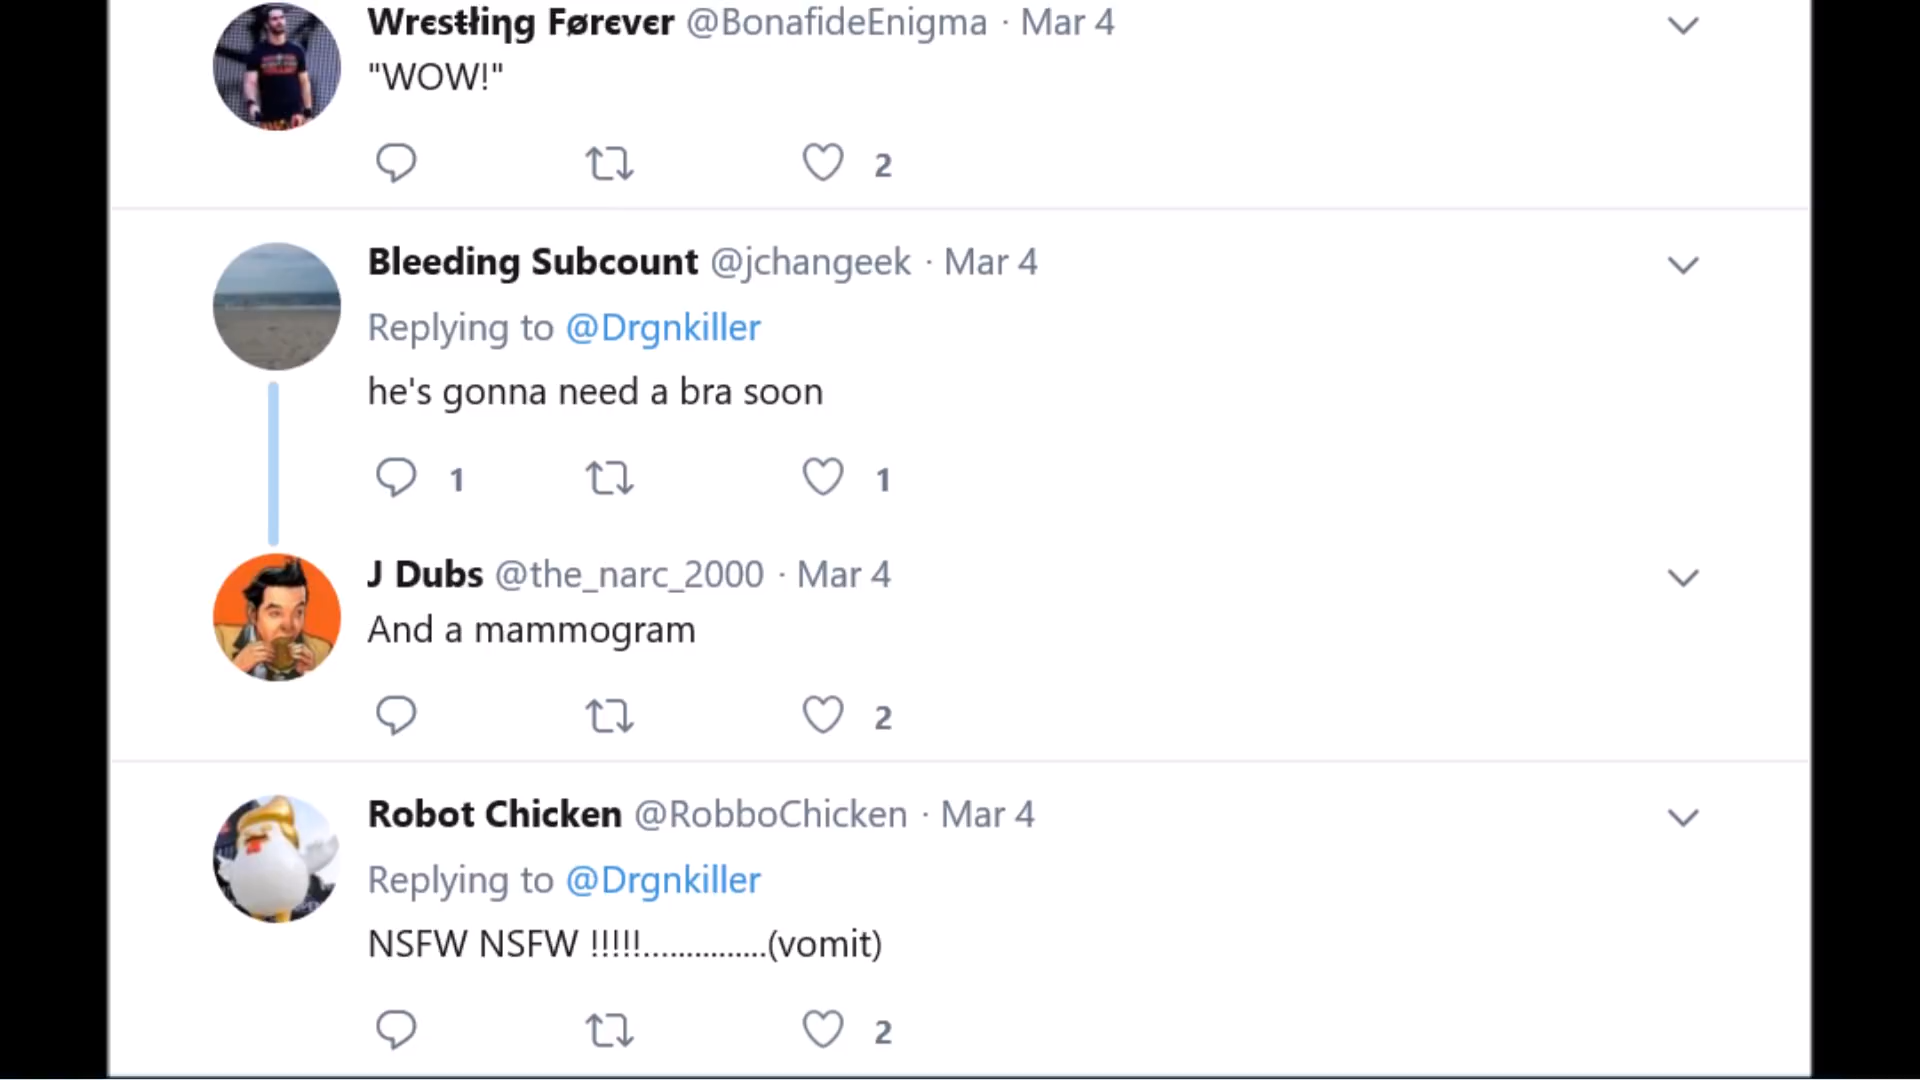 Wrєsтłiηg Føгєvєг @BonafideEnigma · Mar 4
"WOW!"
2
Bleeding Subcount @jchangeek · Mar 4
Replying to @Drgnkiller
he's gonna need a bra soon
1 1
J Dubs @the_narc_2000 · Mar 4
And a mammogram
2
Robot Chicken @RobboChicken · Mar 4
Replying to @Drgnkiller
NSFW NSFW !!!!!..............(vomit)
2